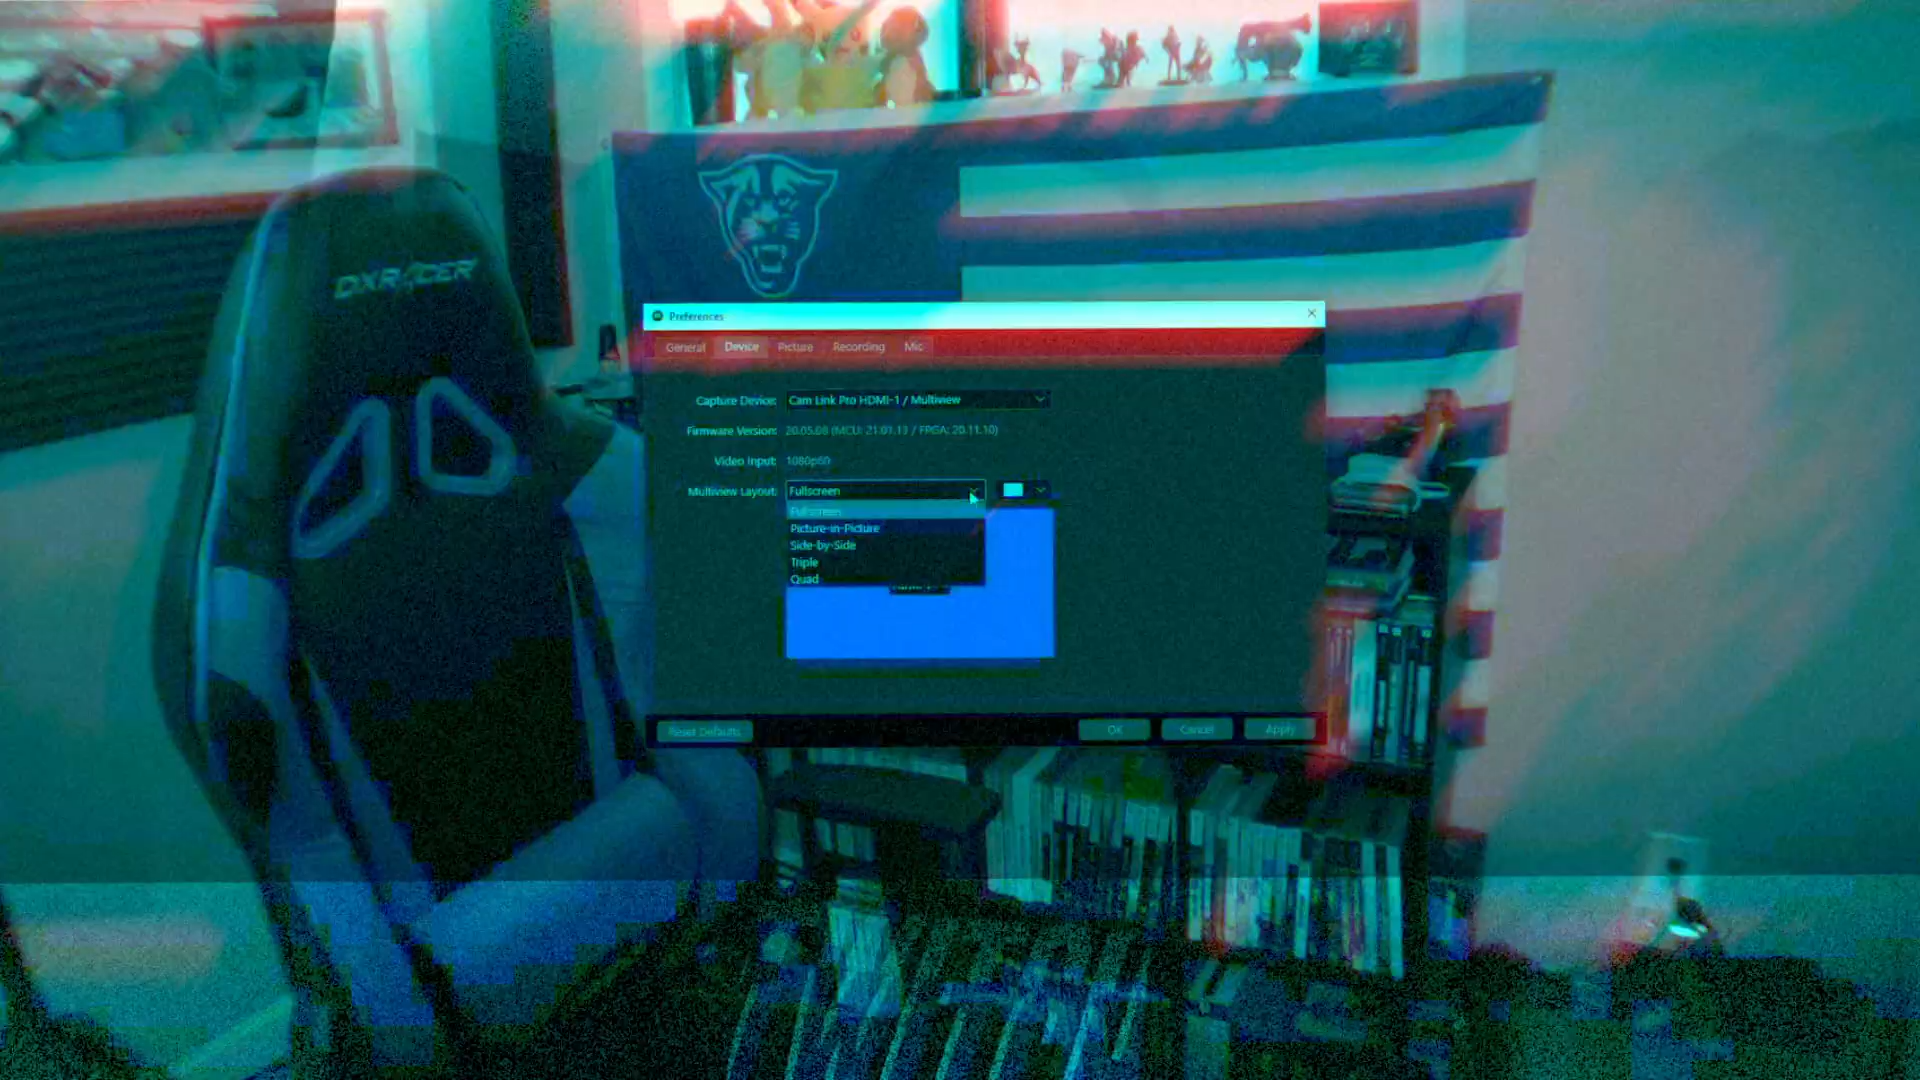 DXRACER
Preferences
General Device Picture Recording Mic
Capture Device: Cam Link Pro HDMI-1 / Multiview
Firmware Version: 20.05.08 (MCU: 21.01.13 / FPGA: 20.11.10)
Video Input: 1080p60
Multiview Layout: Fullscreen
Fullscreen
Picture-in-Picture
Side-by-Side
Triple
Quad
Reset Defaults OK Cancel Apply